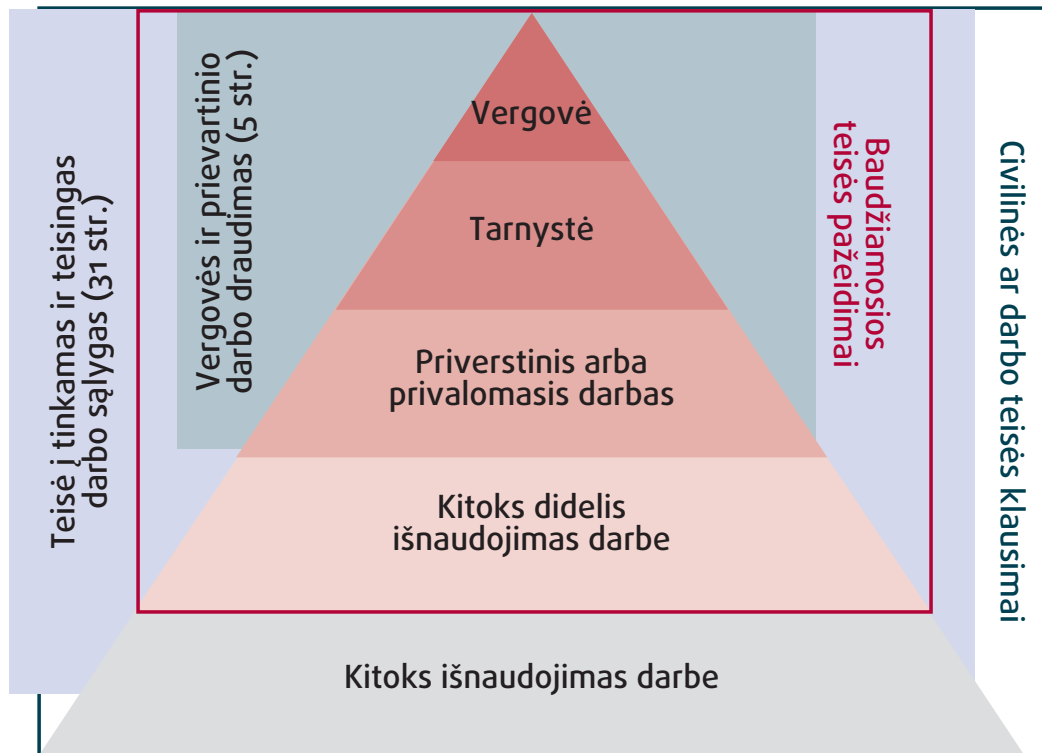 Teisė į tinkamas ir teisingas
darbo sąlygas (31 str.)
Vergovės ir prievartinio
darbo draudimas (5 str.)
Vergovė
Tarnystė
Priverstinis arba
privalomasis darbas
Kitoks didelis
išnaudojimas darbe
Kitoks išnaudojimas darbe
Baudžiamosios
teisės pažeidimai
Civilinės ar darbo teisės klausimai